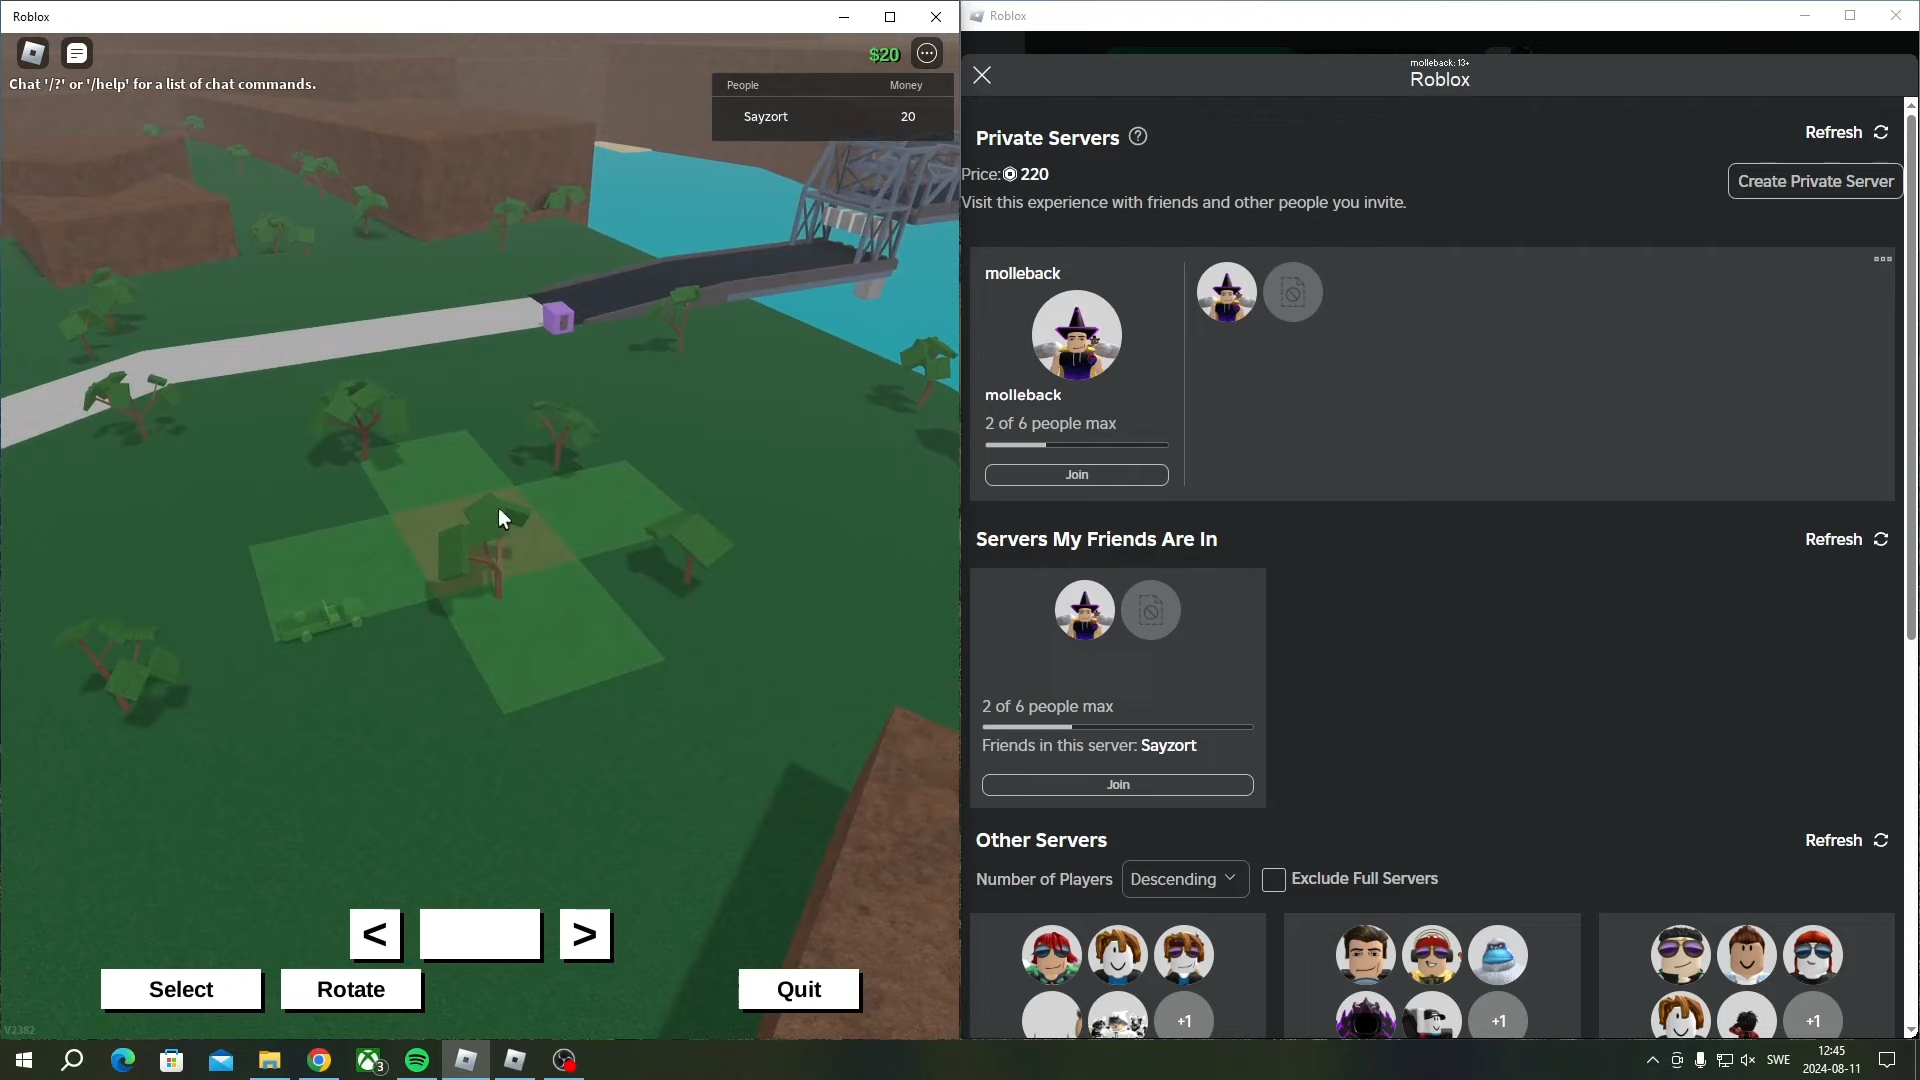 Roblox
$20
Chat '/?' or '/help' for a list of chat commands.
People Money
Sayzort 20
<
>
Select
Rotate
Quit
V2382
Roblox
molleback: 13+
Roblox
Private Servers
Refresh
Price: 220
Create Private Server
Visit this experience with friends and other people you invite.
molleback
molleback
2 of 6 people max
Join
Servers My Friends Are In
Refresh
2 of 6 people max
Friends in this server: Sayzort
Join
Other Servers
Refresh
Number of Players
Descending
Exclude Full Servers
+1
+1
+1
3
SWE
12:45
2024-08-11